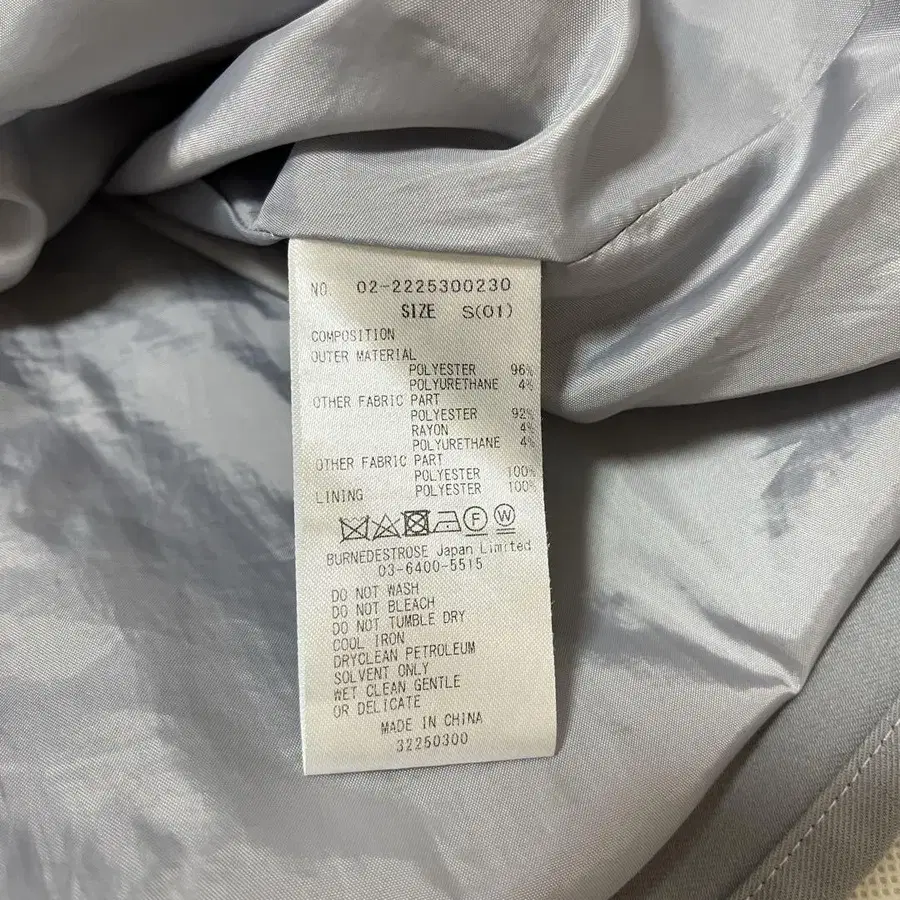 NO. 02-2225300230
SIZE S(01)
COMPOSITION
OUTER MATERIAL
POLYESTER 96%
POLYURETHANE 4%
OTHER FABRIC PART
POLYESTER 92%
RAYON 4%
POLYURETHANE 4%
OTHER FABRIC PART
POLYESTER 100%
LINING POLYESTER 100%
F W
BURNEDESTROSE Japan Limited
03-6400-5515
DO NOT WASH
DO NOT BLEACH
DO NOT TUMBLE DRY
COOL IRON
DRYCLEAN PETROLEUM
SOLVENT ONLY
WET CLEAN GENTLE
OR DELICATE
MADE IN CHINA
32250300